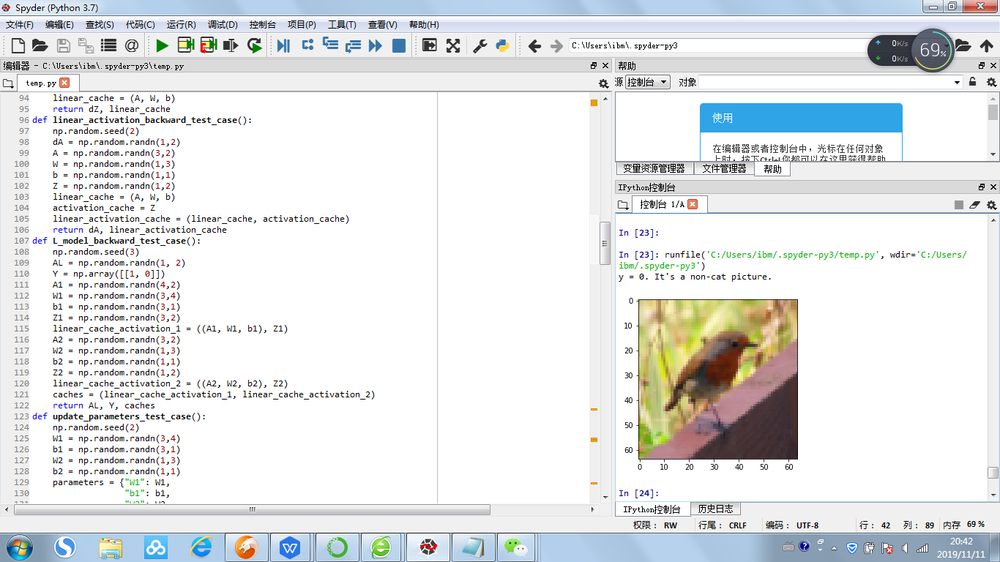 Spyder (Python 3.7)
文件(F) 编辑(E) 查找(S) 代码(C) 运行(R) 调试(D) 控制台 项目(P) 工具(T) 查看(V) 帮助(H)
C:\Users\ibm\.spyder-py3
0K/s
0K/s
69%
编辑器 - C:\Users\ibm\.spyder-py3\temp.py
temp.py
94 linear_cache = (A, W, b)
95 return dZ, linear_cache
96 def linear_activation_backward_test_case():
97 np.random.seed(2)
98 dA = np.random.randn(1,2)
99 A = np.random.randn(3,2)
100 W = np.random.randn(1,3)
101 b = np.random.randn(1,1)
102 Z = np.random.randn(1,2)
103 linear_cache = (A, W, b)
104 activation_cache = Z
105 linear_activation_cache = (linear_cache, activation_cache)
106 return dA, linear_activation_cache
107 def L_model_backward_test_case():
108 np.random.seed(3)
109 AL = np.random.randn(1, 2)
110 Y = np.array([[1, 0]])
111 A1 = np.random.randn(4,2)
112 W1 = np.random.randn(3,4)
113 b1 = np.random.randn(3,1)
114 Z1 = np.random.randn(3,2)
115 linear_cache_activation_1 = ((A1, W1, b1), Z1)
116 A2 = np.random.randn(3,2)
117 W2 = np.random.randn(1,3)
118 b2 = np.random.randn(1,1)
119 Z2 = np.random.randn(1,2)
120 linear_cache_activation_2 = ((A2, W2, b2), Z2)
121 caches = (linear_cache_activation_1, linear_cache_activation_2)
122 return AL, Y, caches
123 def update_parameters_test_case():
124 np.random.seed(2)
125 W1 = np.random.randn(3,4)
126 b1 = np.random.randn(3,1)
127 W2 = np.random.randn(1,3)
128 b2 = np.random.randn(1,1)
129 parameters = {"W1": W1,
130 "b1": b1,
帮助
源 控制台 对象
使用
在编辑器或者控制台中，光标在任何对象
上时，按下Ctrl+I你都可以在这里获得帮助
变量资源管理器 文件管理器 帮助
IPython控制台
控制台 1/A
In [23]:
In [23]: runfile('C:/Users/ibm/.spyder-py3/temp.py', wdir='C:/Users/
ibm/.spyder-py3')
y = 0. It's a non-cat picture.
0
10
20
30
40
50
60
0 10 20 30 40 50 60
In [24]:
IPython控制台 历史日志
权限： RW 行尾： CRLF 编码： UTF-8 行： 42 列： 89 内存 69 %
20:42
2019/11/11